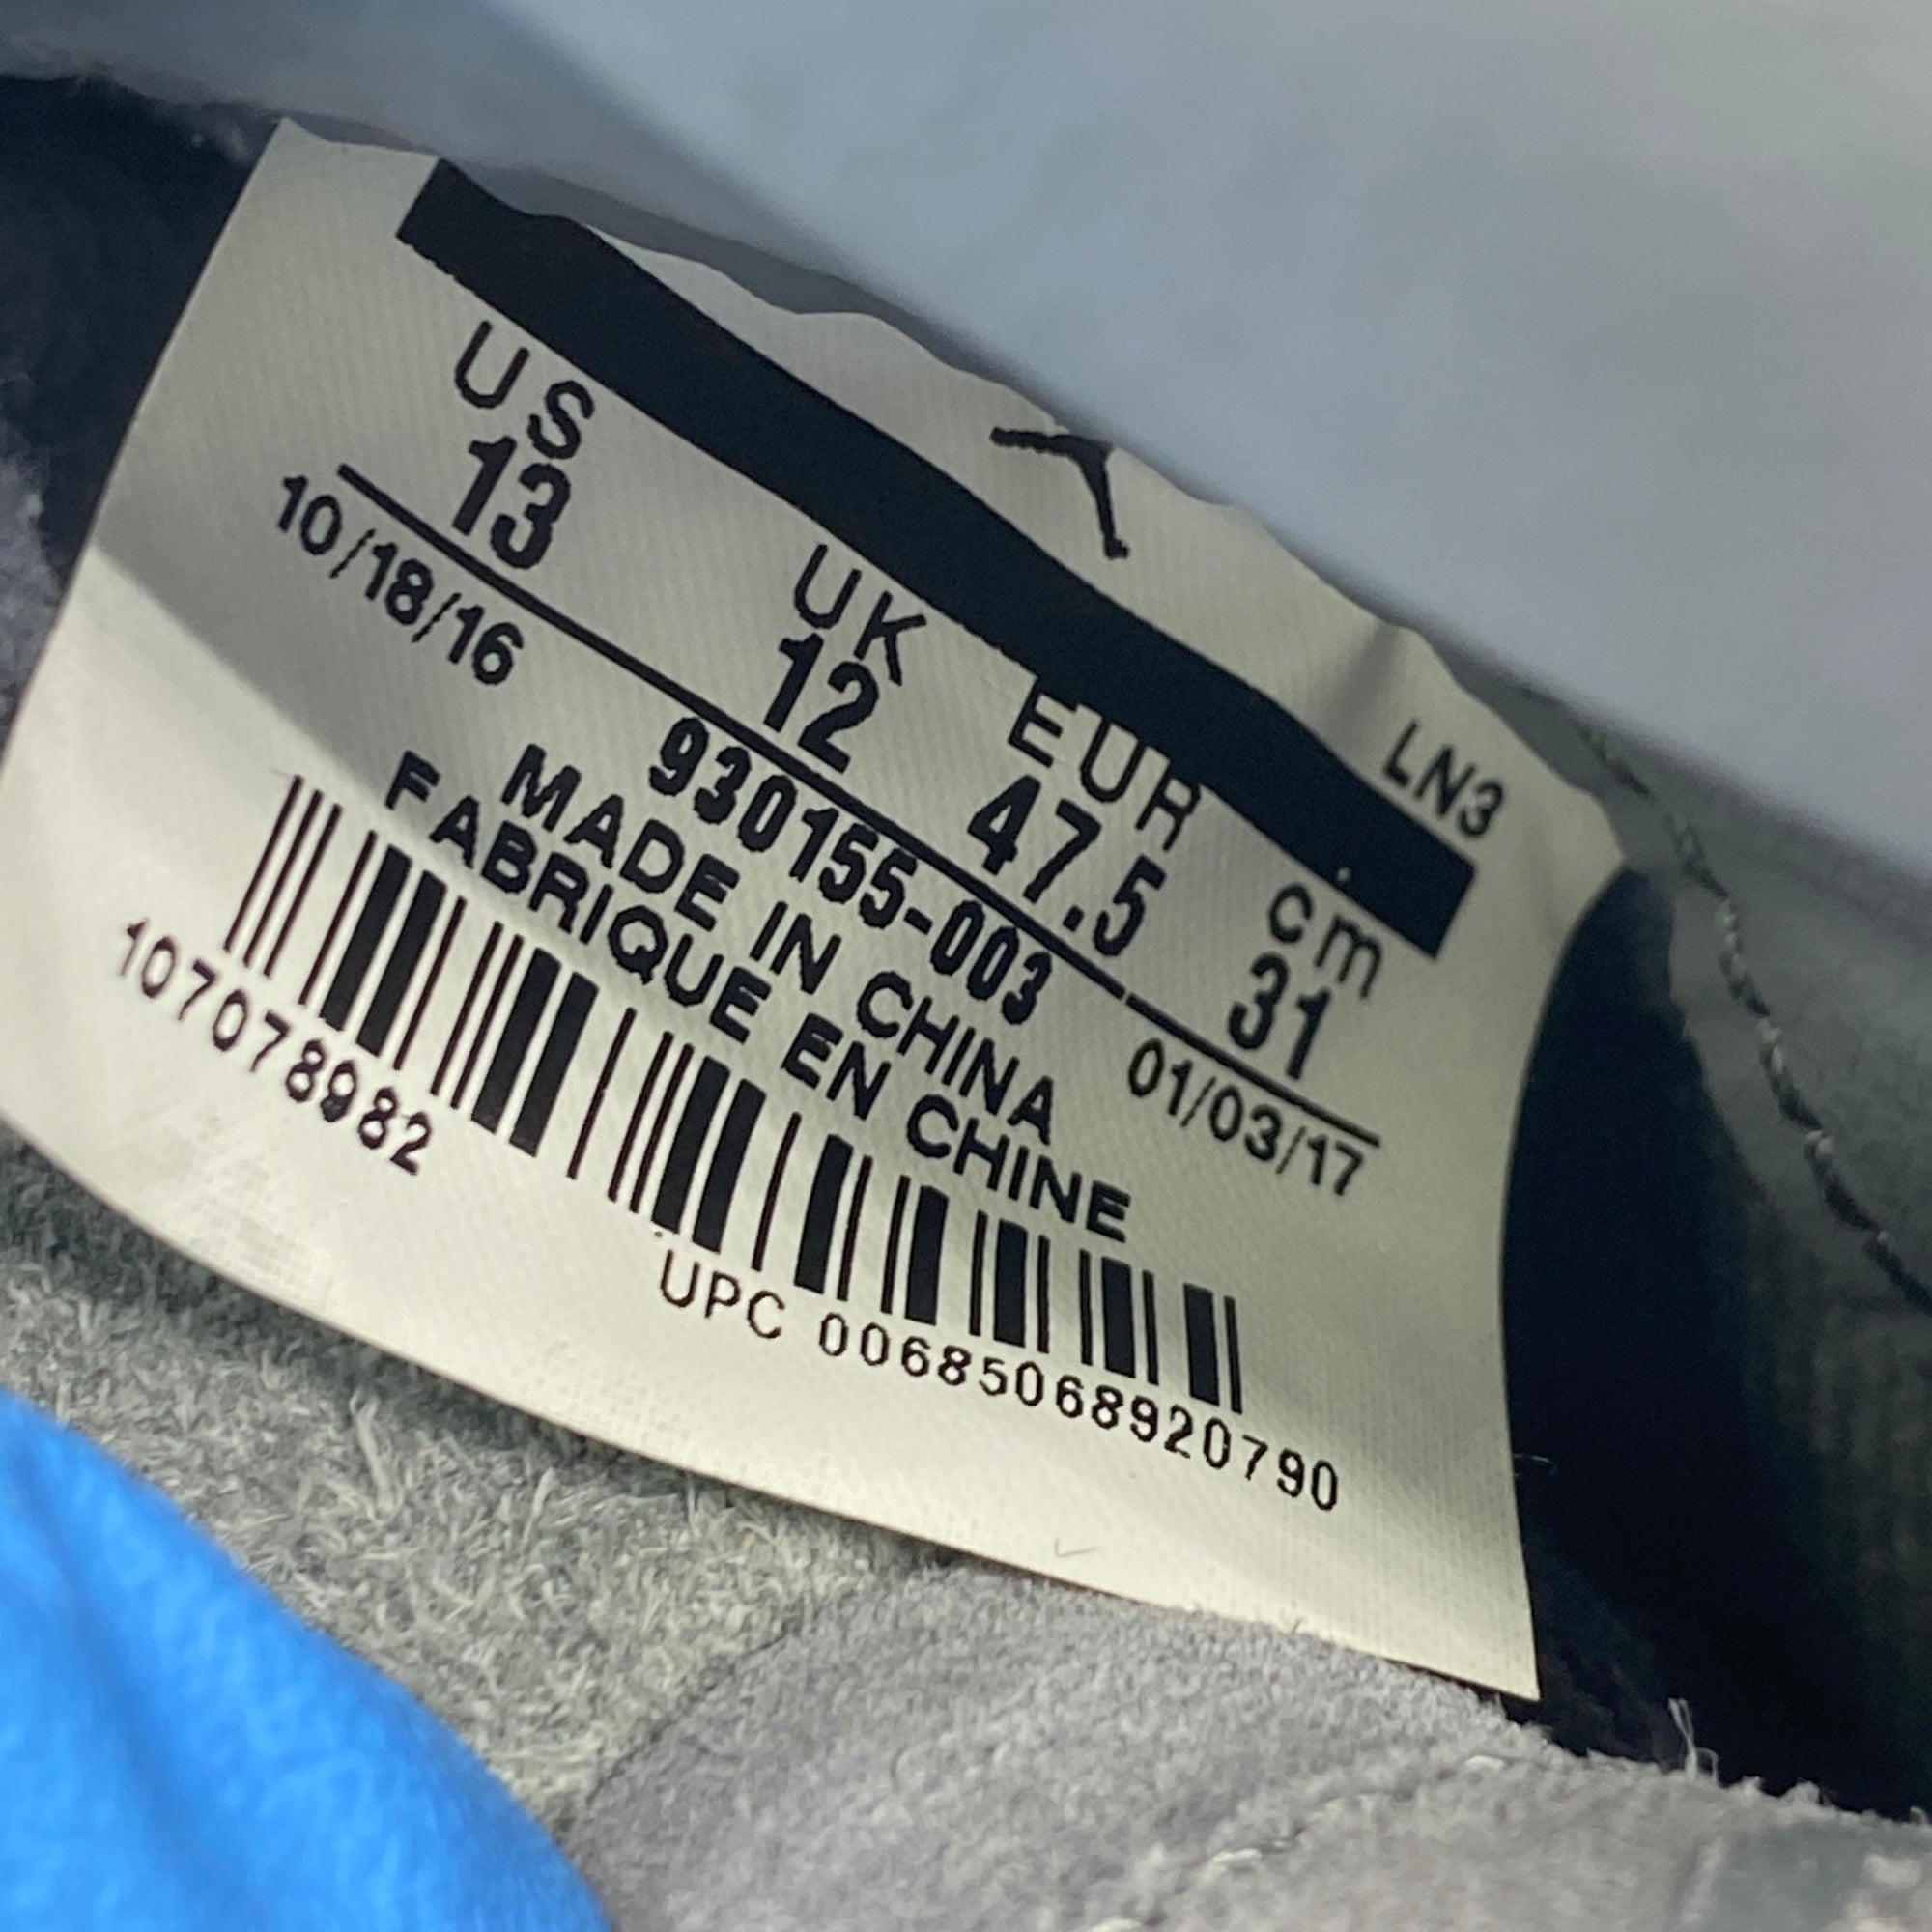 LN3
US UK EUR cm
13 12 47.5 31
10/18/16 930155-003 01/03/17
MADE IN CHINA
FABRIQUE EN CHINE
107078982
UPC 00685068920790